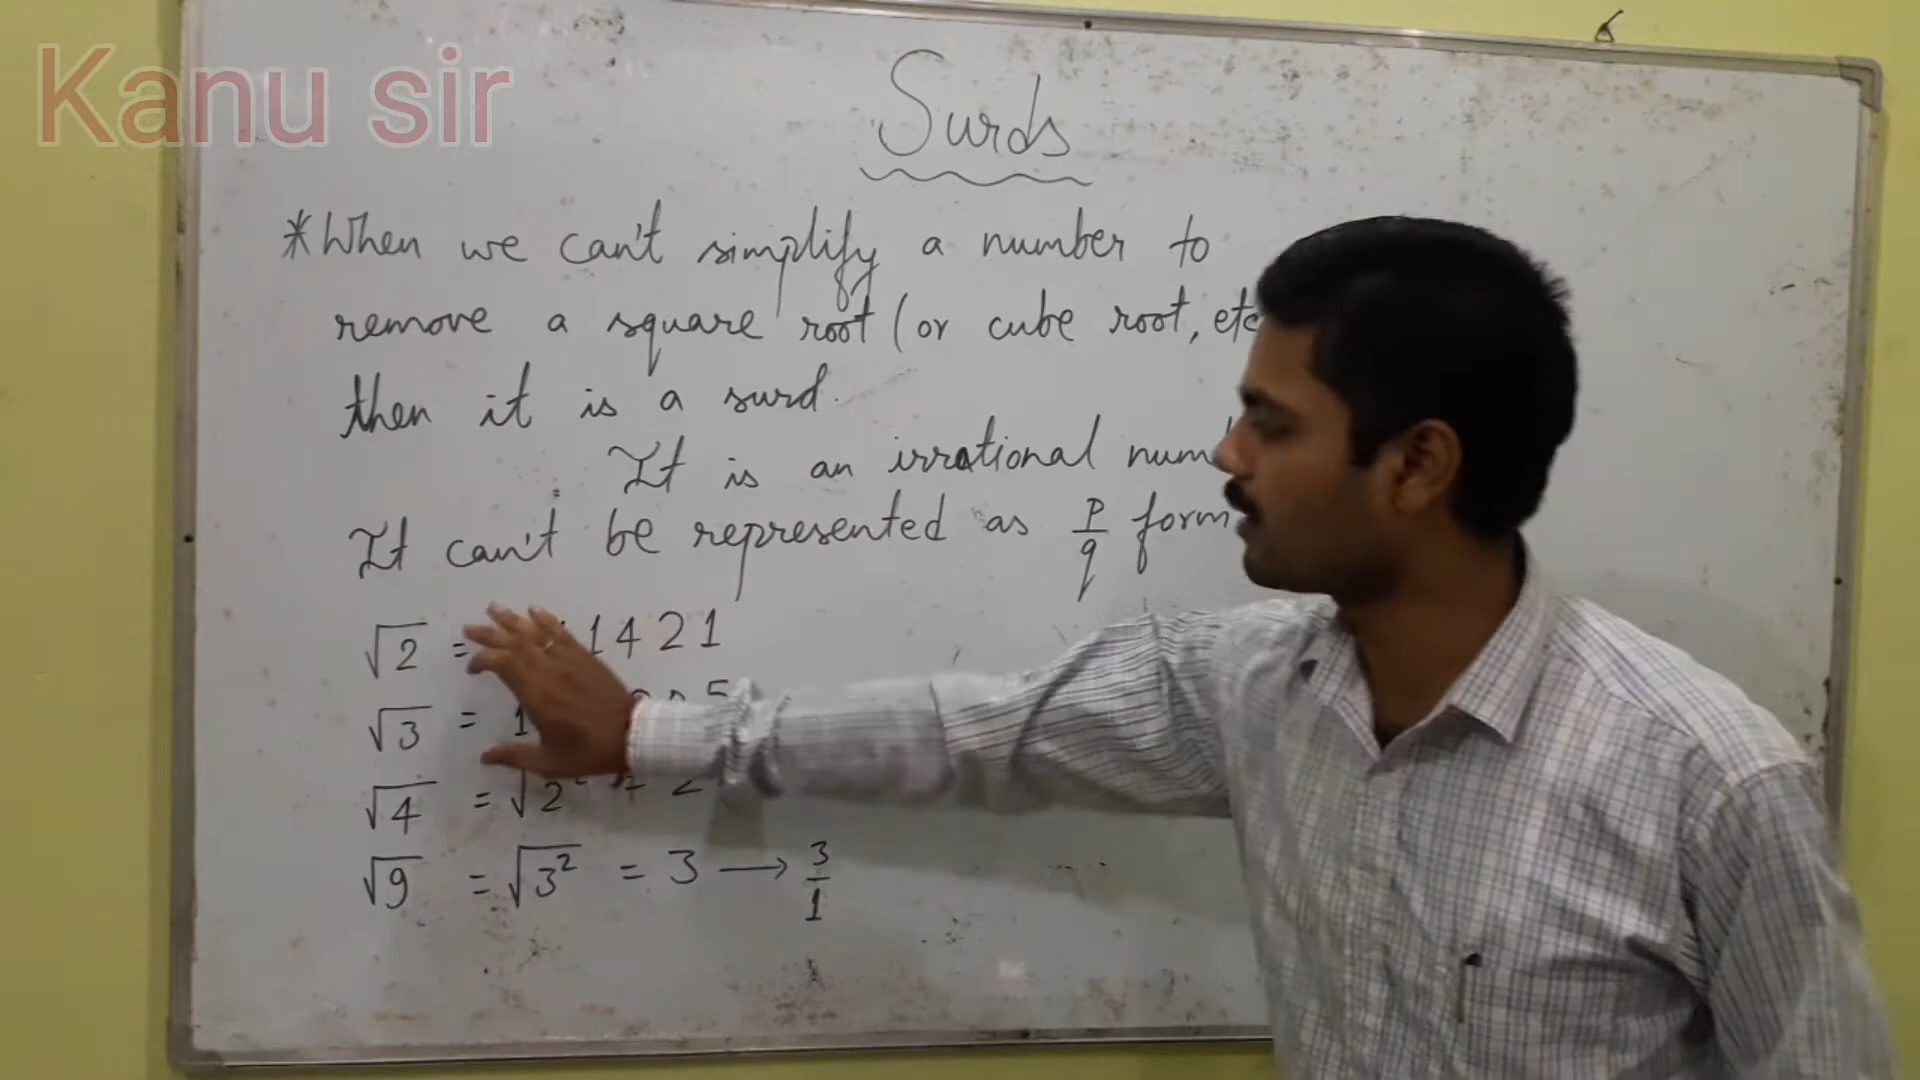 Kanu sir
Surds
*When we can't simplify a number to
remove a square root (or cube root, etc
then it is a surd.
It is an irrational
It can't be represented as p/q form
√2 = 1421
√3 = 1 5
√4 = √2² = 2
√9 = √3² = 3 → 3/1